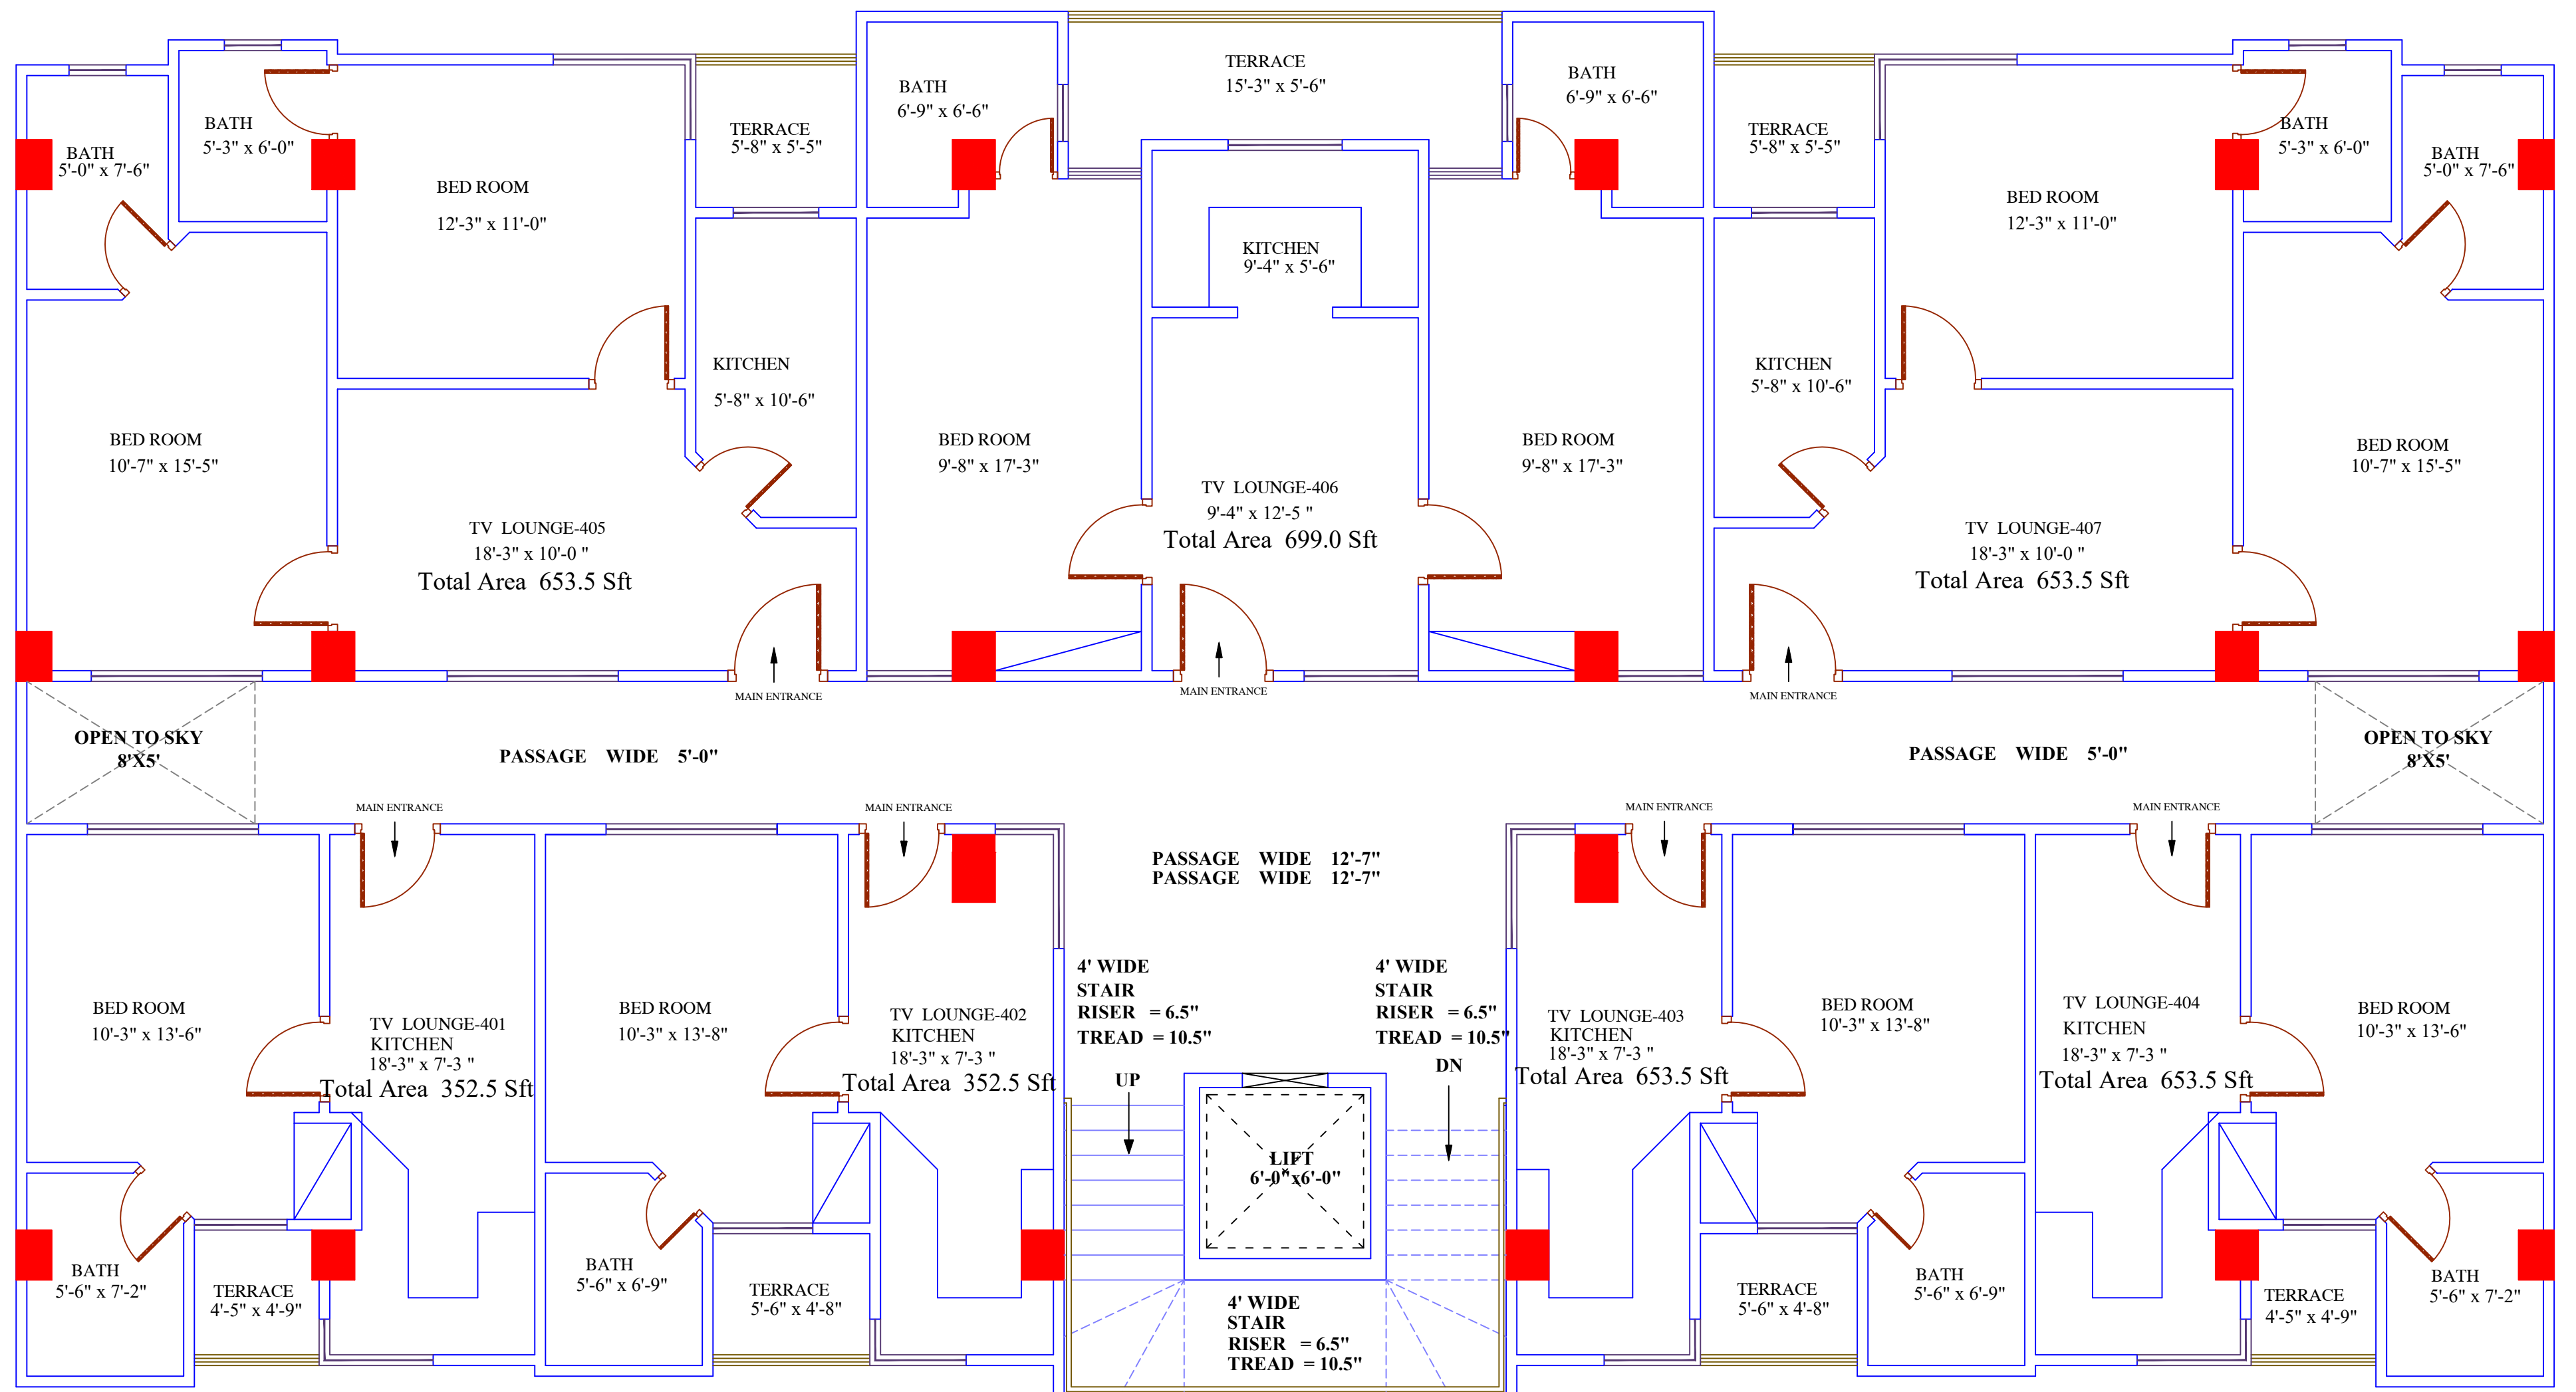 BATH
5'-0" x 7'-6"
BATH
5'-3" x 6'-0"
BED ROOM
12'-3" x 11'-0"
TERRACE
5'-8" x 5'-5"
BATH
6'-9" x 6'-6"
TERRACE
15'-3" x 5'-6"
BATH
6'-9" x 6'-6"
TERRACE
5'-8" x 5'-5"
BED ROOM
12'-3" x 11'-0"
BATH
5'-3" x 6'-0"
BATH
5'-0" x 7'-6"
KITCHEN
9'-4" x 5'-6"
KITCHEN
5'-8" x 10'-6"
KITCHEN
5'-8" x 10'-6"
BED ROOM
10'-7" x 15'-5"
TV LOUNGE-405
18'-3" x 10'-0 "
Total Area 653.5 Sft
BED ROOM
9'-8" x 17'-3"
TV LOUNGE-406
9'-4" x 12'-5 "
Total Area 699.0 Sft
BED ROOM
9'-8" x 17'-3"
TV LOUNGE-407
18'-3" x 10'-0 "
Total Area 653.5 Sft
BED ROOM
10'-7" x 15'-5"
MAIN ENTRANCE
MAIN ENTRANCE
MAIN ENTRANCE
OPEN TO SKY
8'X5'
PASSAGE WIDE 5'-0"
PASSAGE WIDE 5'-0"
OPEN TO SKY
8'X5'
MAIN ENTRANCE
MAIN ENTRANCE
MAIN ENTRANCE
MAIN ENTRANCE
PASSAGE WIDE 12'-7"
PASSAGE WIDE 12'-7"
BED ROOM
10'-3" x 13'-6"
TV LOUNGE-401
KITCHEN
18'-3" x 7'-3 "
Total Area 352.5 Sft
BED ROOM
10'-3" x 13'-8"
TV LOUNGE-402
KITCHEN
18'-3" x 7'-3 "
Total Area 352.5 Sft
4' WIDE
STAIR
RISER = 6.5"
TREAD = 10.5"
UP
4' WIDE
STAIR
RISER = 6.5"
TREAD = 10.5"
DN
TV LOUNGE-403
KITCHEN
18'-3" x 7'-3 "
Total Area 653.5 Sft
BED ROOM
10'-3" x 13'-8"
TV LOUNGE-404
KITCHEN
18'-3" x 7'-3 "
Total Area 653.5 Sft
BED ROOM
10'-3" x 13'-6"
LIFT
6'-0"x6'-0"
BATH
5'-6" x 7'-2"
TERRACE
4'-5" x 4'-9"
BATH
5'-6" x 6'-9"
TERRACE
5'-6" x 4'-8"
4' WIDE
STAIR
RISER = 6.5"
TREAD = 10.5"
TERRACE
5'-6" x 4'-8"
BATH
5'-6" x 6'-9"
TERRACE
4'-5" x 4'-9"
BATH
5'-6" x 7'-2"